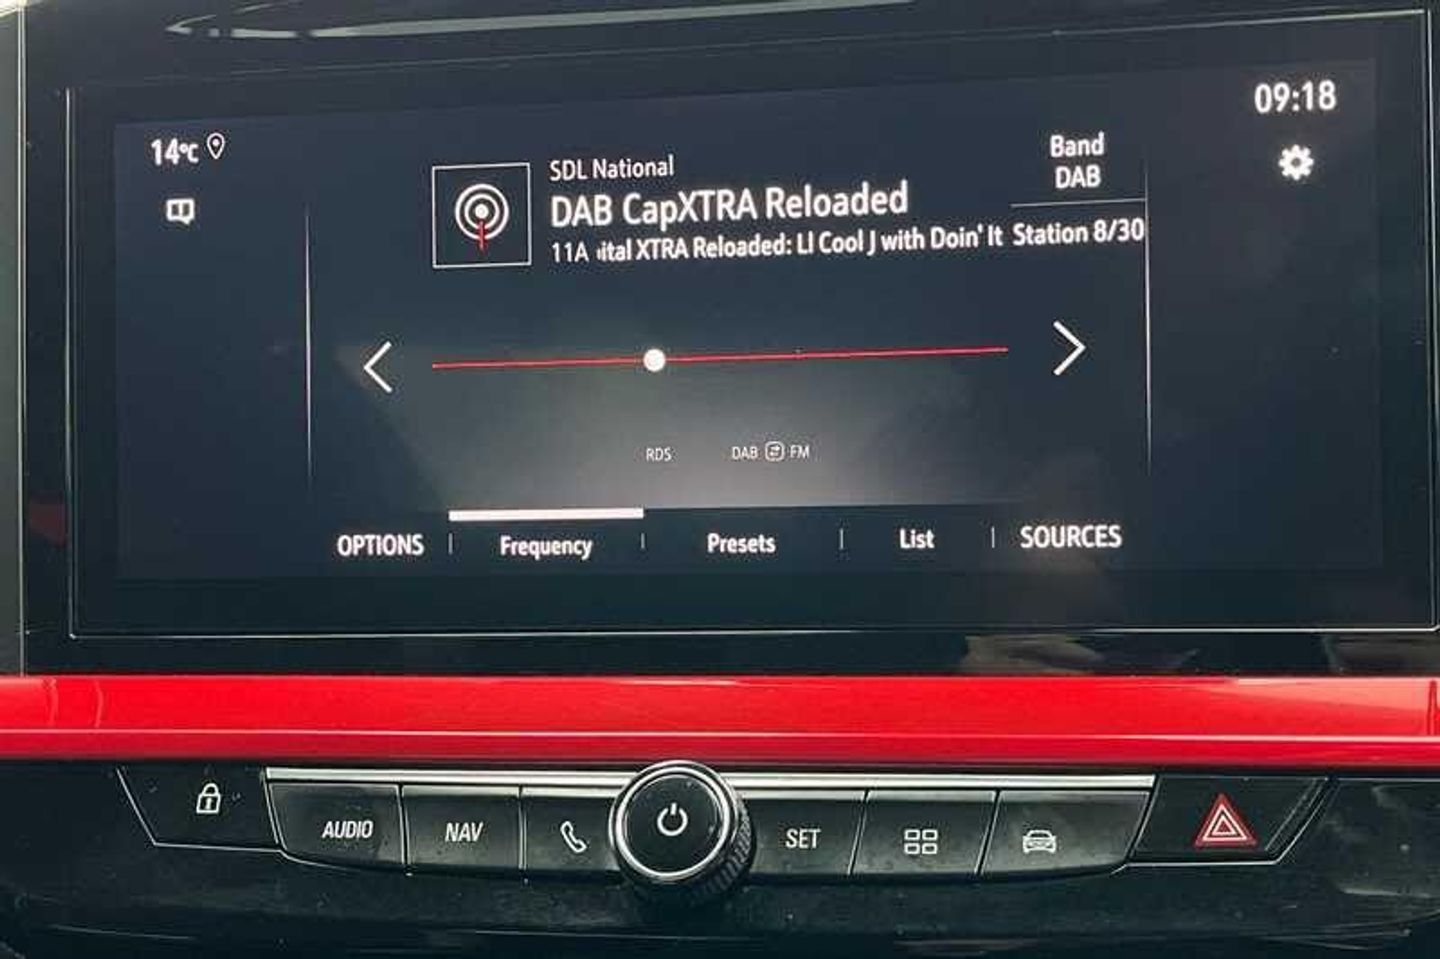 14°C
09:18
SDL National
DAB CapXTRA Reloaded
11A ital XTRA Reloaded: Ll Cool J with Doin' It
Band
DAB
Station 8/30
RDS
DAB FM
OPTIONS
Frequency
Presets
List
SOURCES
AUDIO
NAV
SET